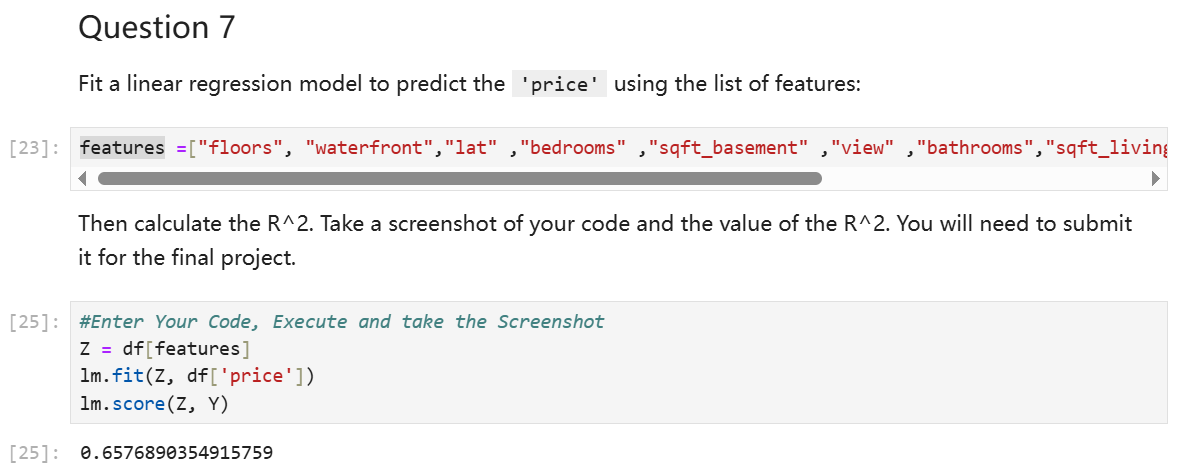 Question 7
Fit a linear regression model to predict the 'price' using the list of features:
[23]: features =["floors", "waterfront","lat" ,"bedrooms" ,"sqft_basement" ,"view" ,"bathrooms","sqft_living
Then calculate the R^2. Take a screenshot of your code and the value of the R^2. You will need to submit
it for the final project.
[25]: #Enter Your Code, Execute and take the Screenshot
Z = df[features]
lm.fit(Z, df['price'])
lm.score(Z, Y)
[25]: 0.6576890354915759